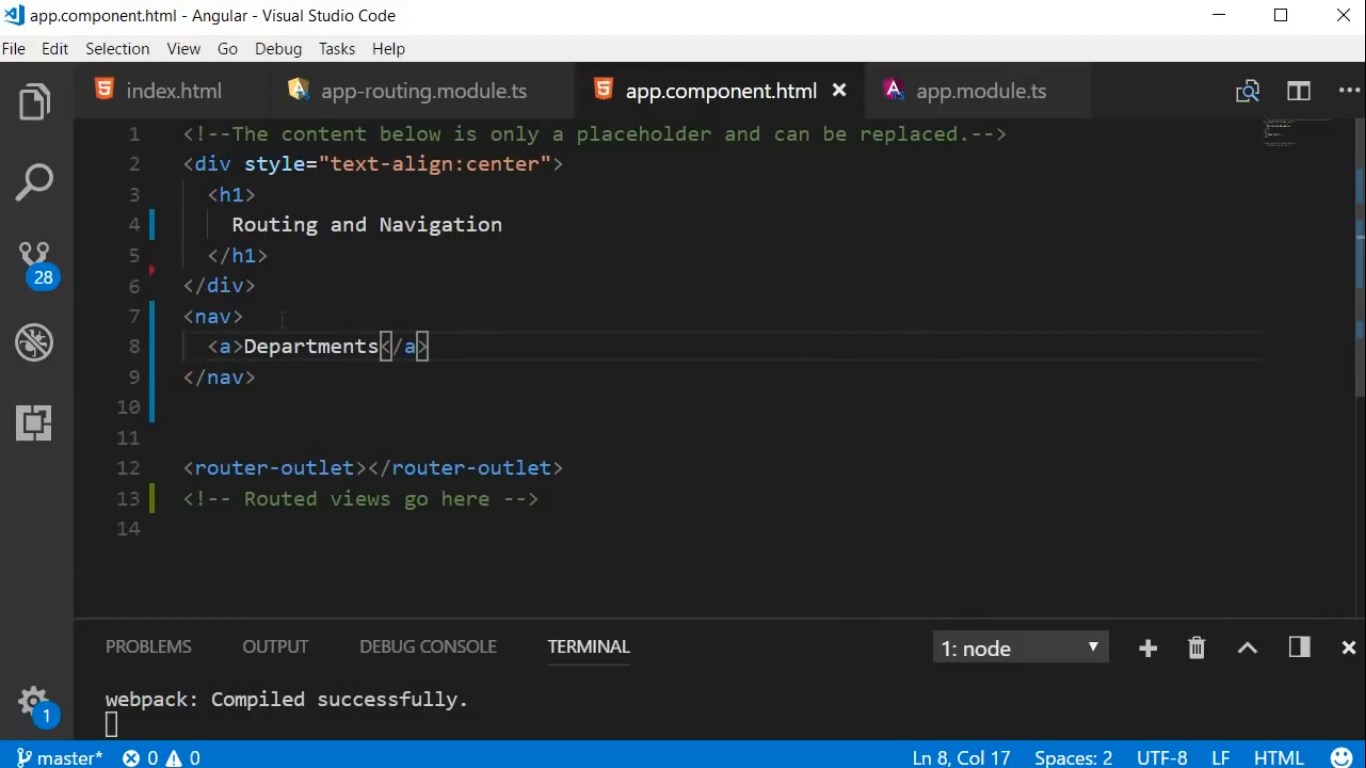 app.component.html - Angular - Visual Studio Code
File Edit Selection View Go Debug Tasks Help
index.html app-routing.module.ts app.component.html app.module.ts
1 <!--The content below is only a placeholder and can be replaced.-->
2 <div style="text-align:center">
3 <h1>
4 Routing and Navigation
5 </h1>
6 </div>
7 <nav>
8 <a>Departments</a>
9 </nav>
10
11
12 <router-outlet></router-outlet>
13 <!-- Routed views go here -->
14
28
PROBLEMS OUTPUT DEBUG CONSOLE TERMINAL 1: node
webpack: Compiled successfully.
1
master* 0 0 Ln 8, Col 17 Spaces: 2 UTF-8 LF HTML